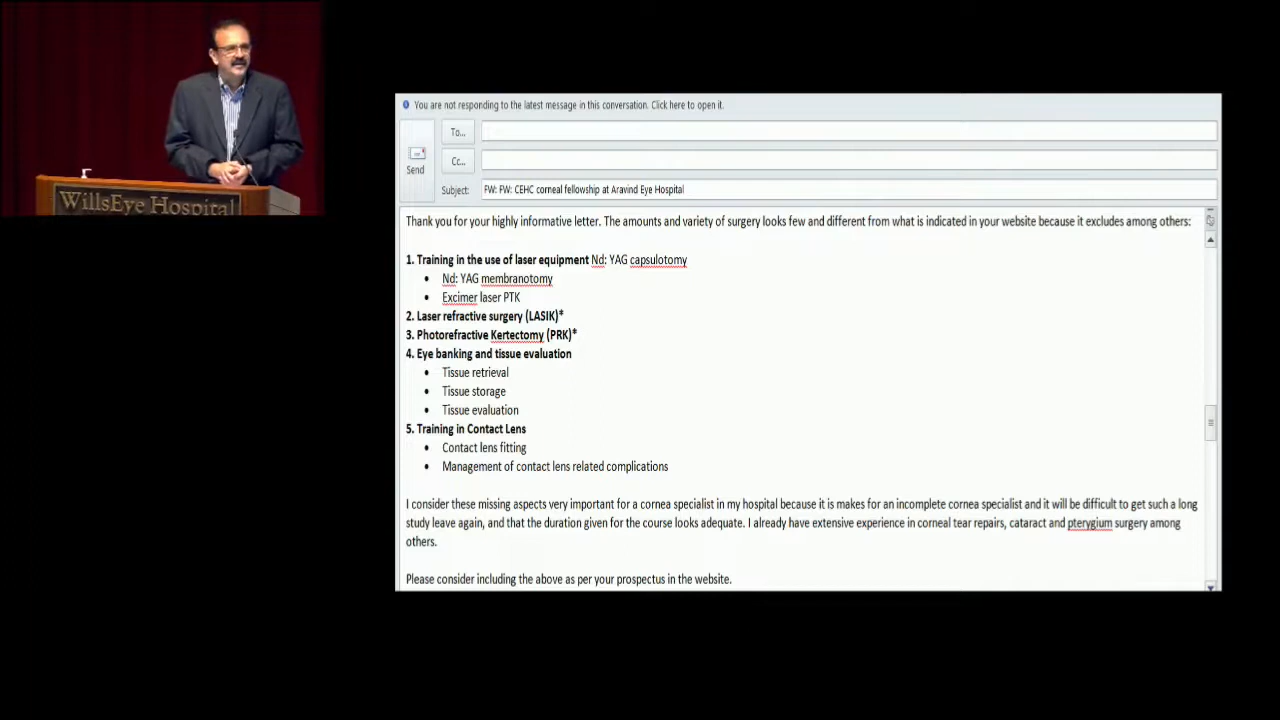 WillsEye Hospital
You are not responding to the latest message in this conversation. Click here to open it.
To...
Send
Cc...
Subject: FW: FW: CEHC corneal fellowship at Aravind Eye Hospital
Thank you for your highly informative letter. The amounts and variety of surgery looks few and different from what is indicated in your website because it excludes among others:
1. Training in the use of laser equipment Nd: YAG capsulotomy
• Nd: YAG membranotomy
• Excimer laser PTK
2. Laser refractive surgery (LASIK)*
3. Photorefractive Kertectomy (PRK)*
4. Eye banking and tissue evaluation
• Tissue retrieval
• Tissue storage
• Tissue evaluation
5. Training in Contact Lens
• Contact lens fitting
• Management of contact lens related complications
I consider these missing aspects very important for a cornea specialist in my hospital because it is makes for an incomplete cornea specialist and it will be difficult to get such a long
study leave again, and that the duration given for the course looks adequate. I already have extensive experience in corneal tear repairs, cataract and pterygium surgery among
others.
Please consider including the above as per your prospectus in the website.